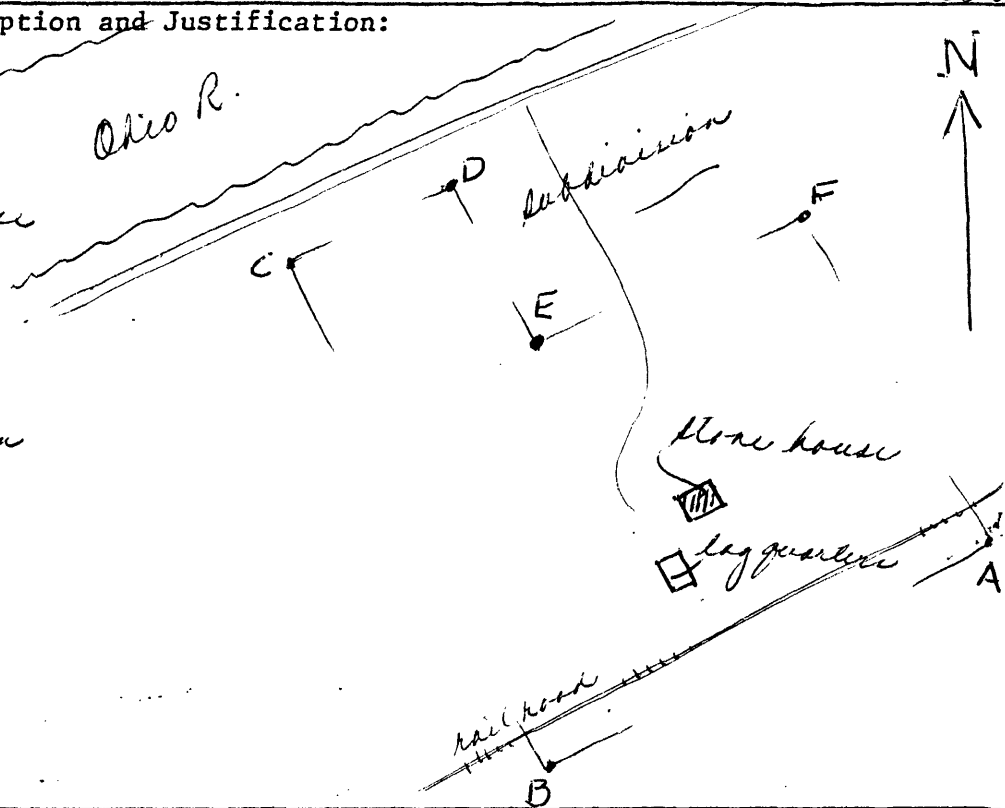 ption and Justification:
N
Ohio R.
Subdivision
D
F
C
E
stone house
log quarters
A
railroad
B